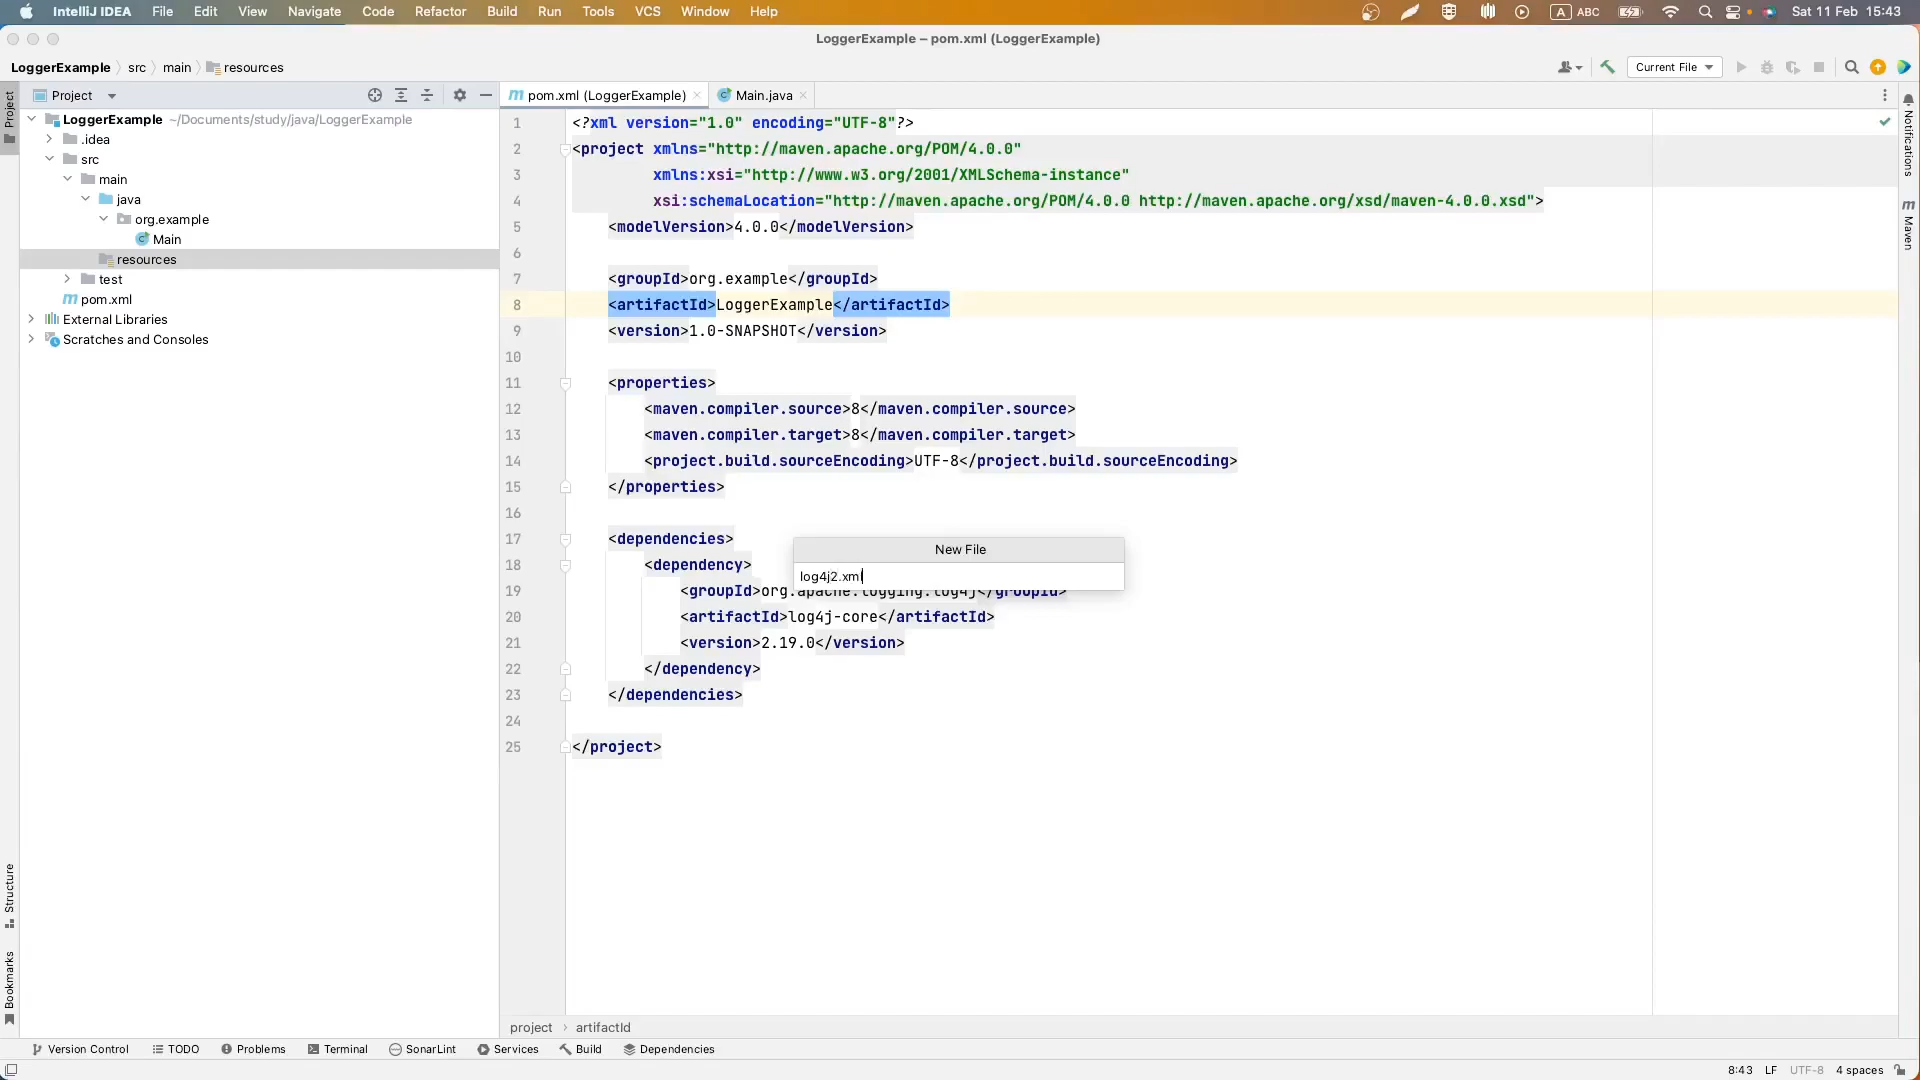 IntelliJ IDEA File Edit View Navigate Code Refactor Build Run Tools VCS Window Help A ABC Sat 11 Feb 15:43
LoggerExample – pom.xml (LoggerExample)
LoggerExample src main resources Current File
Project pom.xml (LoggerExample) Main.java
LoggerExample ~/Documents/study/java/LoggerExample
.idea
src
main
java
org.example
Main
resources
test
pom.xml
External Libraries
Scratches and Consoles
1 <?xml version="1.0" encoding="UTF-8"?>
2 <project xmlns="http://maven.apache.org/POM/4.0.0"
3 xmlns:xsi="http://www.w3.org/2001/XMLSchema-instance"
4 xsi:schemaLocation="http://maven.apache.org/POM/4.0.0 http://maven.apache.org/xsd/maven-4.0.0.xsd">
5 <modelVersion>4.0.0</modelVersion>
6
7 <groupId>org.example</groupId>
8 <artifactId>LoggerExample</artifactId>
9 <version>1.0-SNAPSHOT</version>
10
11 <properties>
12 <maven.compiler.source>8</maven.compiler.source>
13 <maven.compiler.target>8</maven.compiler.target>
14 <project.build.sourceEncoding>UTF-8</project.build.sourceEncoding>
15 </properties>
16
17 <dependencies>
18 <dependency>
19 <groupId>org.apache.logging.log4j</groupId>
20 <artifactId>log4j-core</artifactId>
21 <version>2.19.0</version>
22 </dependency>
23 </dependencies>
24
25 </project>
New File
log4j2.xml
Project
Structure
Bookmarks
Notifications
Maven
project artifactId
Version Control TODO Problems Terminal SonarLint Services Build Dependencies
8:43 LF UTF-8 4 spaces